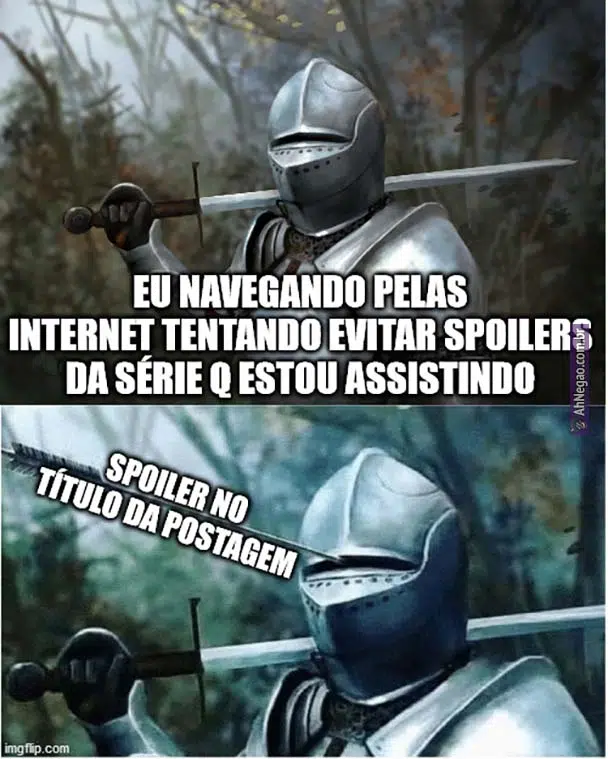 EU NAVEGANDO PELAS
INTERNET TENTANDO EVITAR SPOILERS
DA SÉRIE Q ESTOU ASSISTINDO
AhNegao.com.br
SPOILER NO
TÍTULO DA POSTAGEM
imgflip.com